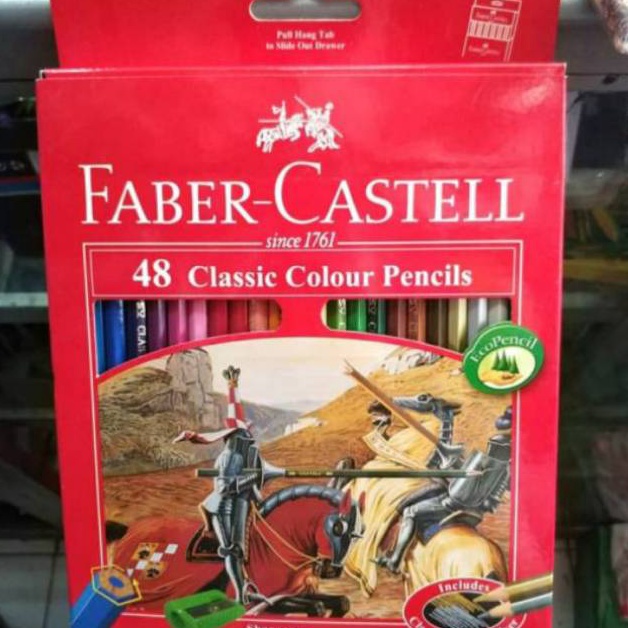 Pull Hang Tab
to Slide Out Drawer
FABER-CASTELL
since 1761
48 Classic Colour Pencils
EcoPencil
Includes